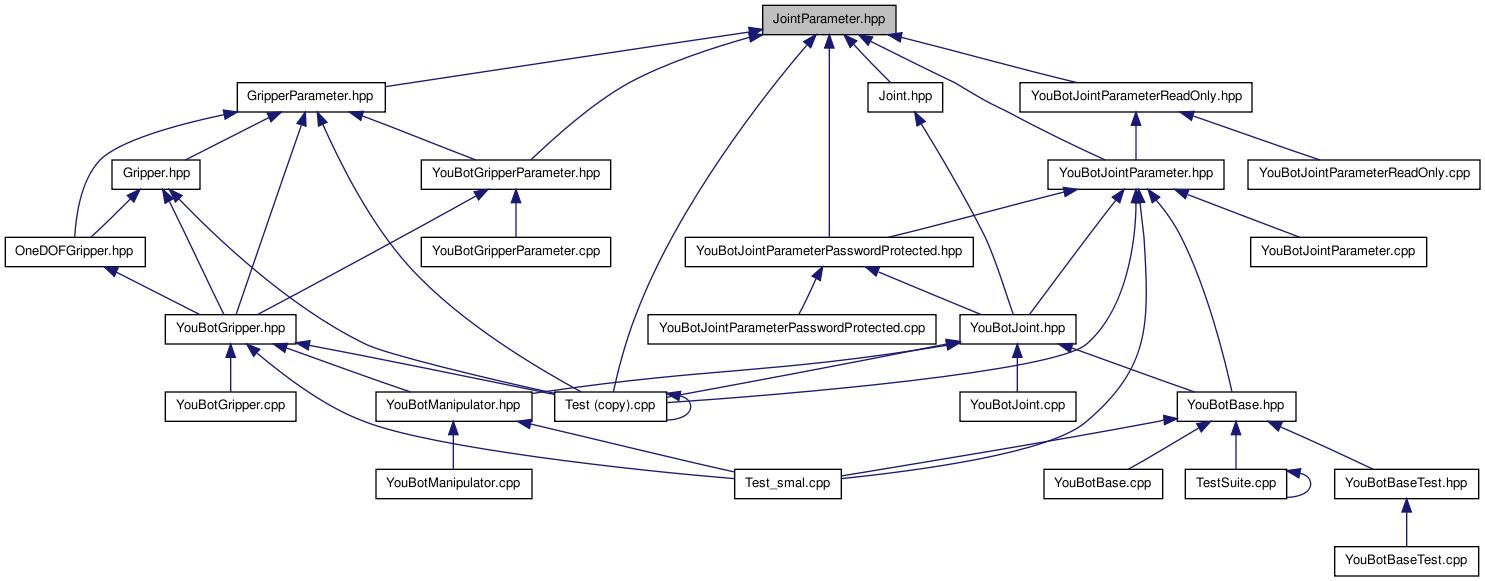 JointParameter.hpp
GripperParameter.hpp
Joint.hpp
YouBotJointParameterReadOnly.hpp
Gripper.hpp
YouBotGripperParameter.hpp
YouBotJointParameter.hpp
YouBotJointParameterReadOnly.cpp
OneDOFGripper.hpp
YouBotGripperParameter.cpp
YouBotJointParameterPasswordProtected.hpp
YouBotJointParameter.cpp
YouBotGripper.hpp
YouBotJointParameterPasswordProtected.cpp
YouBotJoint.hpp
YouBotGripper.cpp
YouBotManipulator.hpp
Test (copy).cpp
YouBotJoint.cpp
YouBotBase.hpp
YouBotManipulator.cpp
Test_smal.cpp
YouBotBase.cpp
TestSuite.cpp
YouBotBaseTest.hpp
YouBotBaseTest.cpp